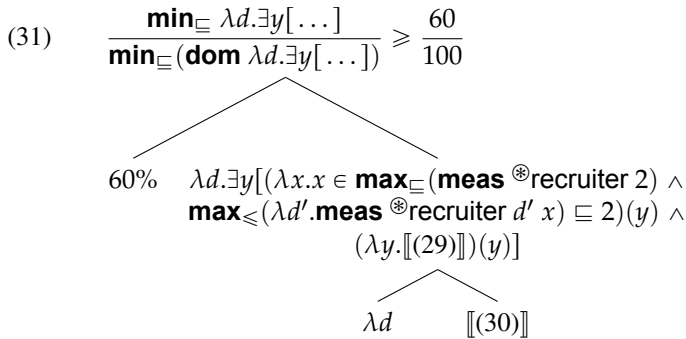 (31) min⊑ λd.∃y[...] / min⊑(dom λd.∃y[...]) ⩾ 60/100
60% λd.∃y[(λx.x ∈ max⊑(meas ⊛recruiter 2) ∧
max⩽(λd′.meas ⊛recruiter d′ x) ⊑ 2)(y) ∧
(λy.⟦(29)⟧)(y)]
λd ⟦(30)⟧